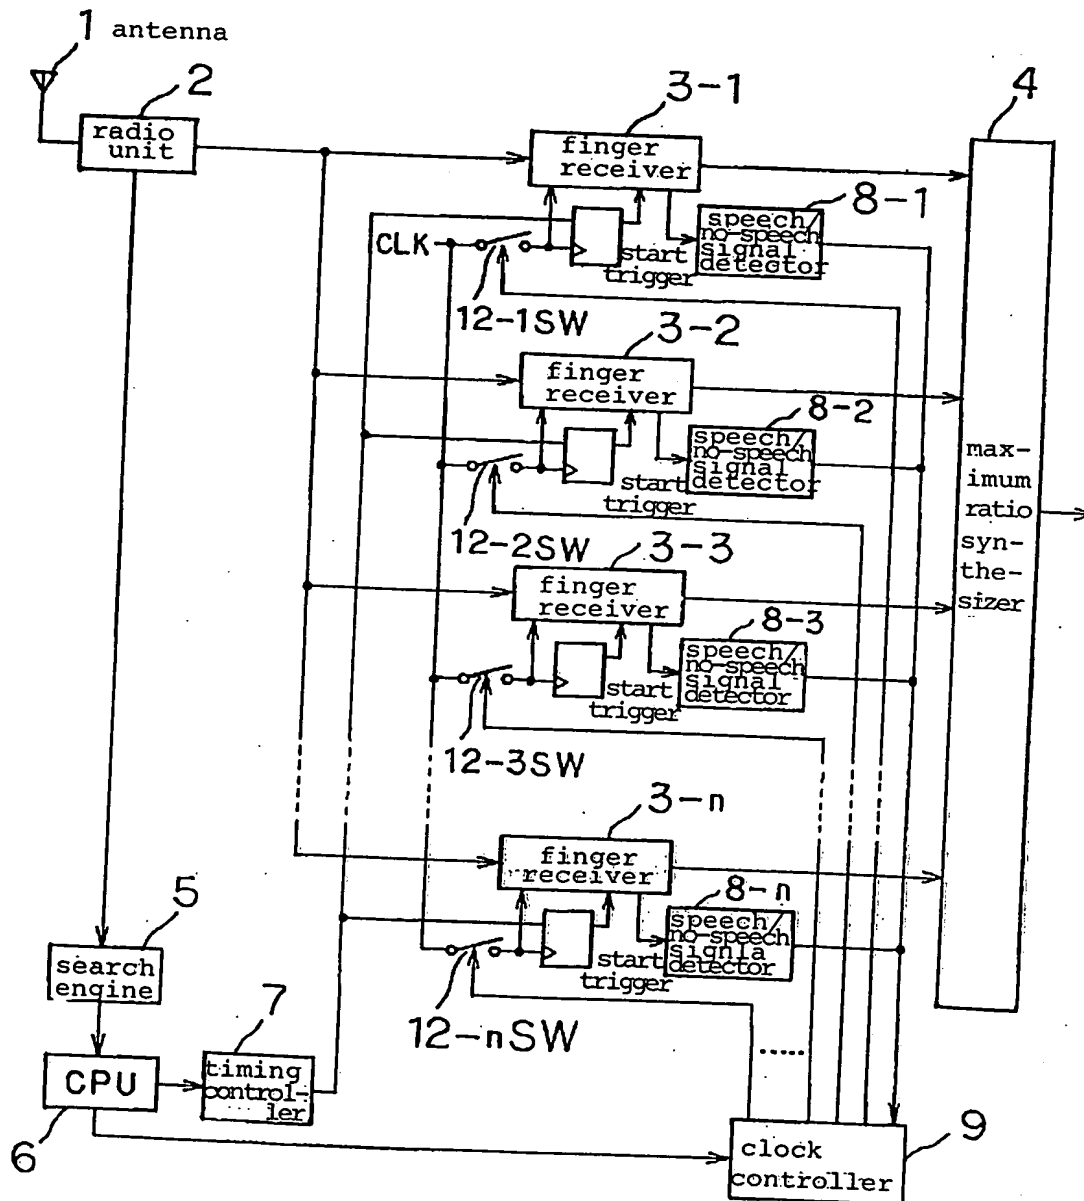 1 antenna
2
radio
unit
3-1
finger
receiver
4
8-1
speech/
no-speech
signal
detector
CLK
start
trigger
12-1SW
3-2
finger
receiver
8-2
speech/
no-speech
signal
detector
start
trigger
12-2SW
max-
imum
ratio
syn-
the-
sizer
3-3
finger
receiver
8-3
speech/
no-speech
signal
detector
start
trigger
12-3SW
3-n
finger
receiver
8-n
speech/
no-speech
signla
detector
start
trigger
12-nSW
5
search
engine
7
timing
control-
ler
CPU
6
9
clock
controller